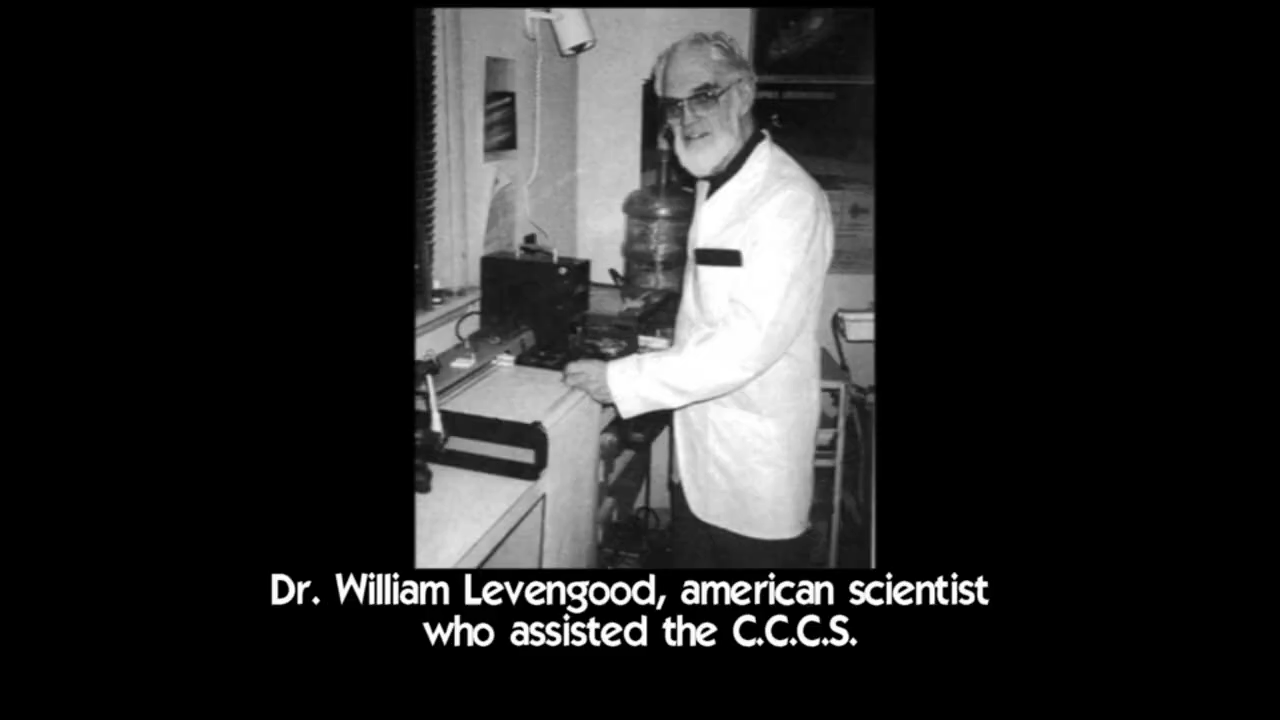 Dr. William Levengood, american scientist
who assisted the C.C.C.S.